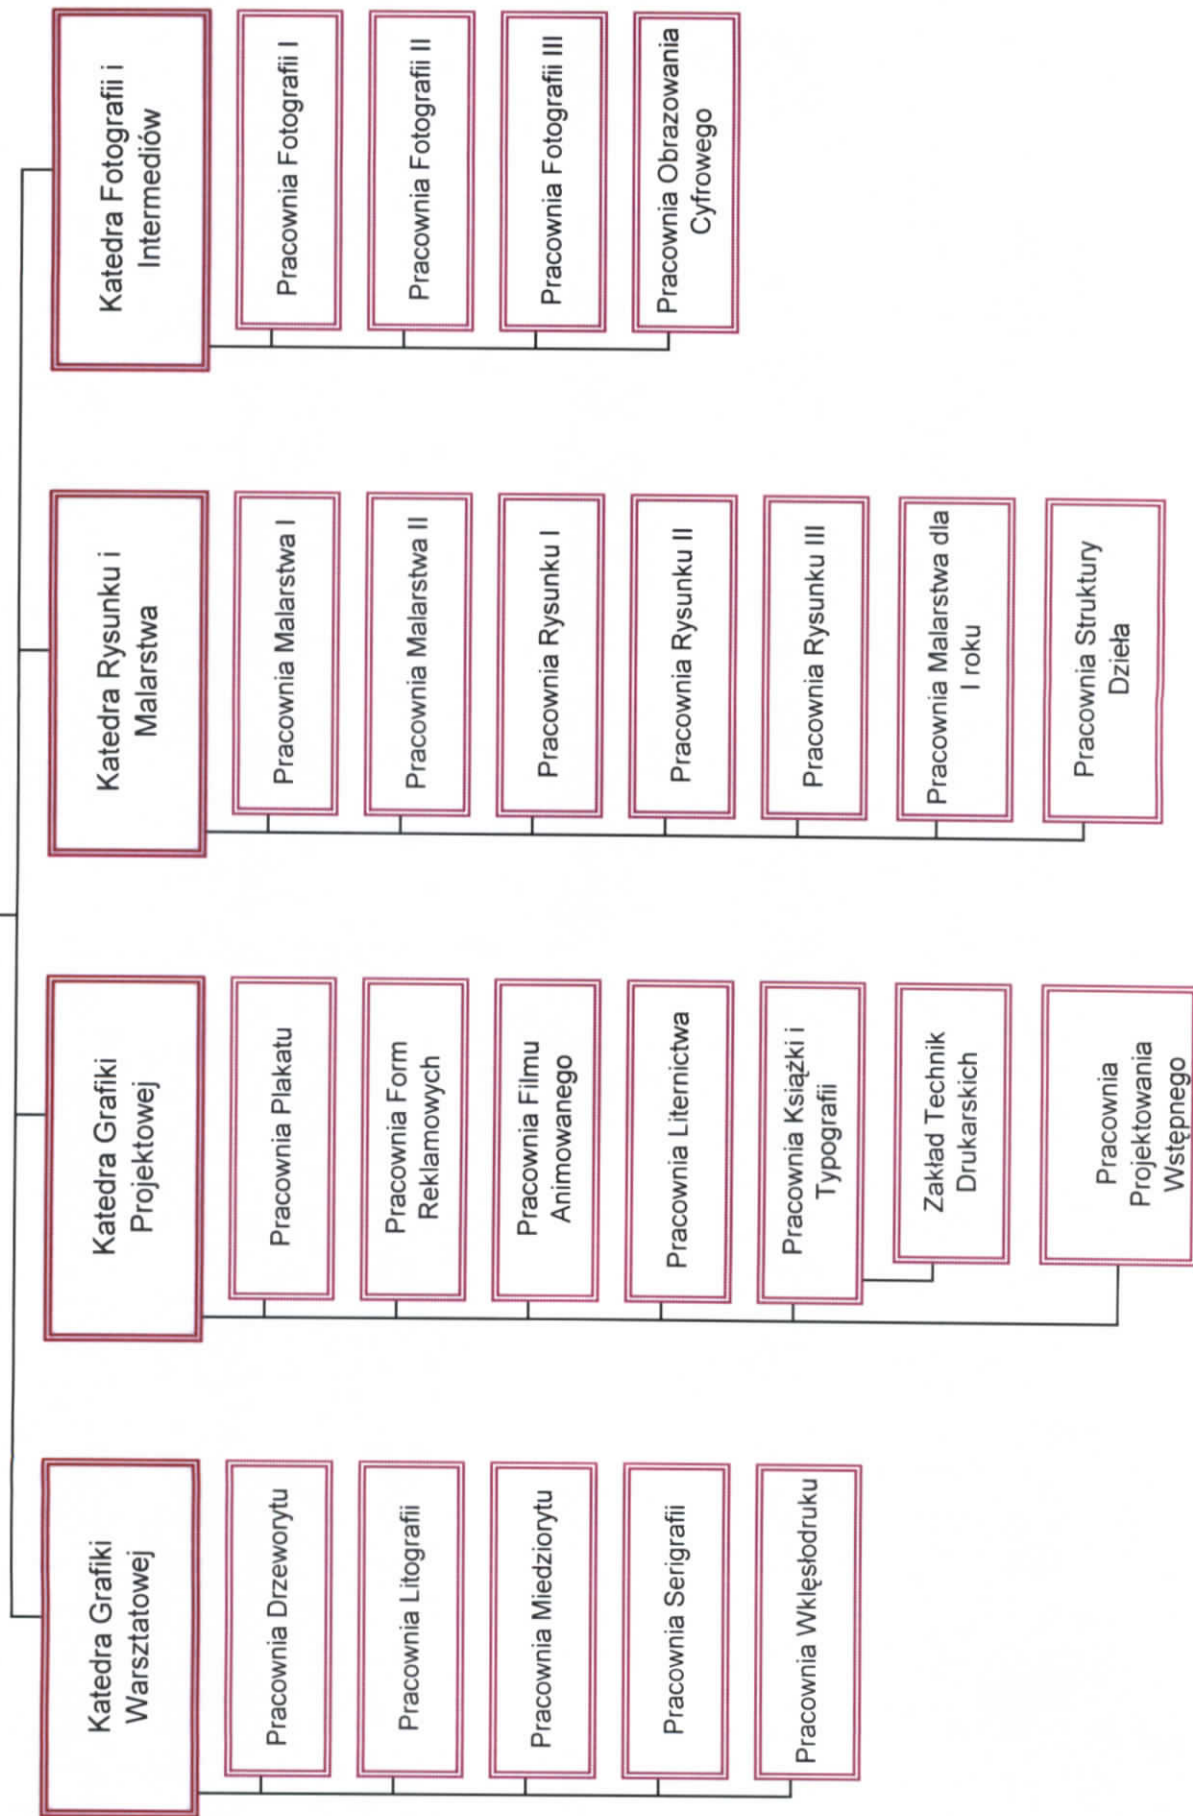 Katedra Grafiki
Warsztatowej
Pracownia Drzeworytu
Pracownia Litografii
Pracownia Miedziorytu
Pracownia Serigrafii
Pracownia Wklęsłodruku
Katedra Grafiki
Projektowej
Pracownia Plakatu
Pracownia Form
Reklamowych
Pracownia Filmu
Animowanego
Pracownia Liternictwa
Pracownia Książki i
Typografii
Zakład Technik
Drukarskich
Pracownia
Projektowania
Wstępnego
Katedra Rysunku i
Malarstwa
Pracownia Malarstwa I
Pracownia Malarstwa II
Pracownia Rysunku I
Pracownia Rysunku II
Pracownia Rysunku III
Pracownia Malarstwa dla
I roku
Pracownia Struktury
Dzieła
Katedra Fotografii i
Intermediów
Pracownia Fotografii I
Pracownia Fotografii II
Pracownia Fotografii III
Pracownia Obrazowania
Cyfrowego